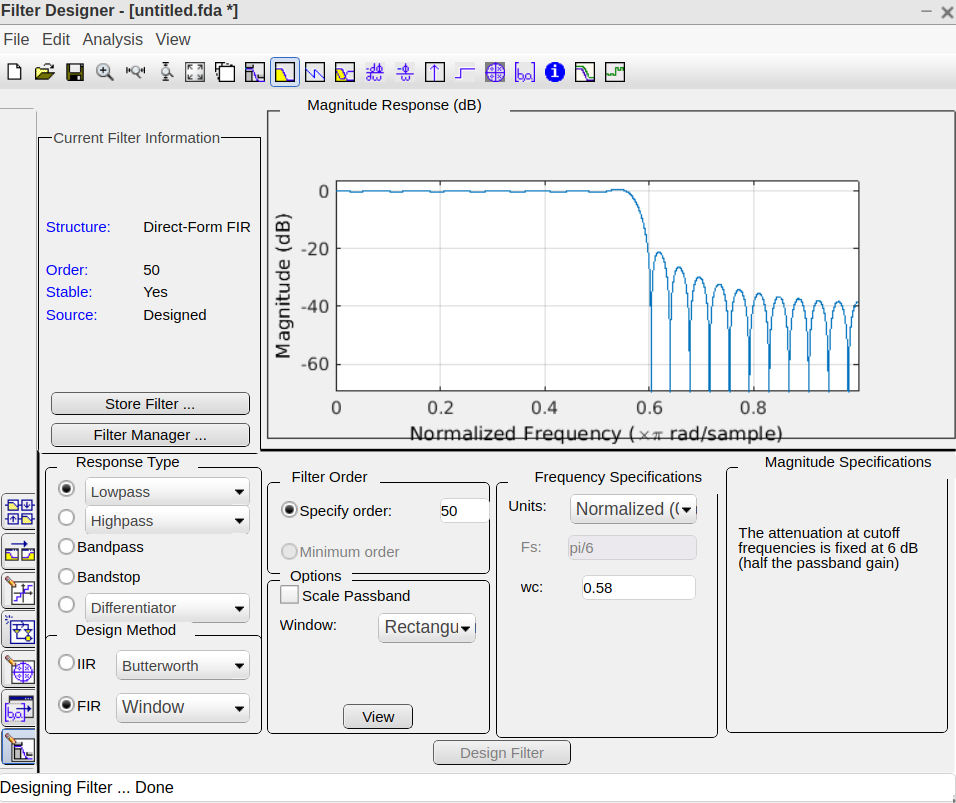 Filter Designer - [untitled.fda *]
File Edit Analysis View
Magnitude Response (dB)
Current Filter Information
Structure: Direct-Form FIR
Order: 50
Stable: Yes
Source: Designed
Store Filter ...
Filter Manager ...
0
-20
-40
-60
Magnitude (dB)
0 0.2 0.4 0.6 0.8
Normalized Frequency (×π rad/sample)
Response Type
Lowpass
Highpass
Bandpass
Bandstop
Differentiator
Design Method
IIR Butterworth
FIR Window
Filter Order
Specify order: 50
Minimum order
Options
Scale Passband
Window: Rectangu
View
Frequency Specifications
Units: Normalized (0
Fs: pi/6
wc: 0.58
Magnitude Specifications
The attenuation at cutoff
frequencies is fixed at 6 dB
(half the passband gain)
Design Filter
Designing Filter ... Done